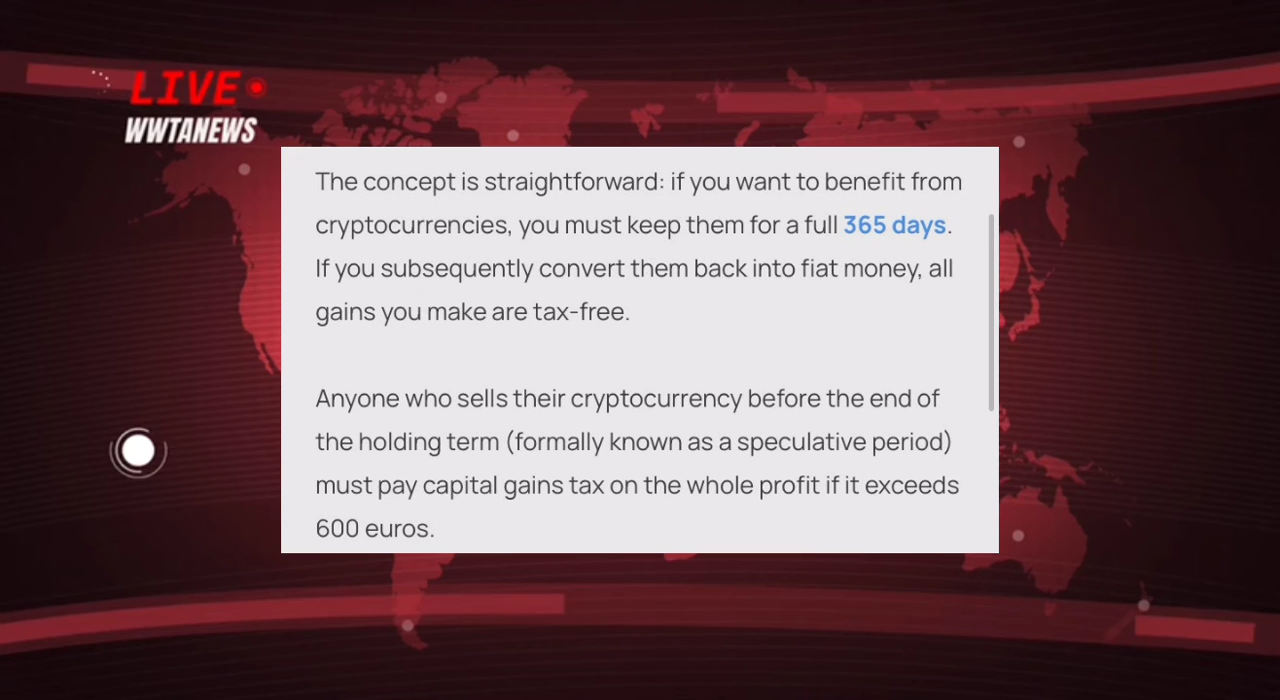 LIVE
WWTANEWS
The concept is straightforward: if you want to benefit from
cryptocurrencies, you must keep them for a full 365 days.
If you subsequently convert them back into fiat money, all
gains you make are tax-free.
Anyone who sells their cryptocurrency before the end of
the holding term (formally known as a speculative period)
must pay capital gains tax on the whole profit if it exceeds
600 euros.